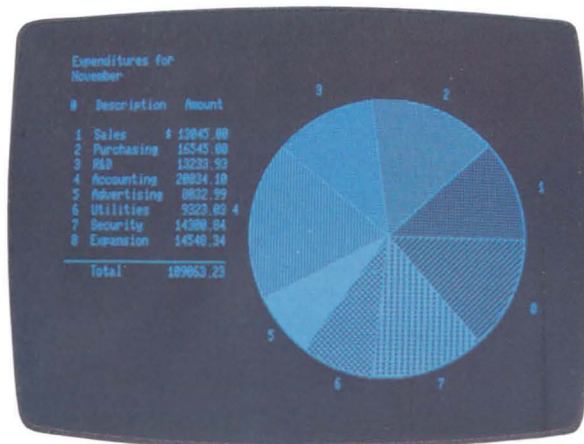 Expenditures for
November
# Description Amount
1 Sales $ 13045.00
2 Purchasing 16545.00
3 R&D 13233.93
4 Accounting 20034.10
5 Advertising 8032.99
6 Utilities 9323.03
7 Security 14300.84
8 Expansion 14548.34
Total 109063.23
3
2
1
4
8
5
6
7